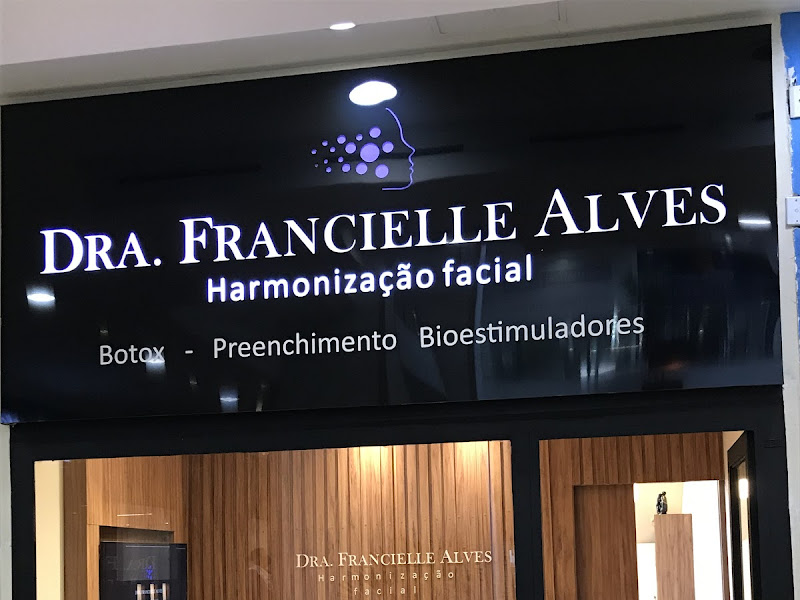 DRA. FRANCIELLE ALVES
Harmonização facial
Botox - Preenchimento Bioestimuladores
DRA. FRANCIELLE ALVES
Harmonização
facial